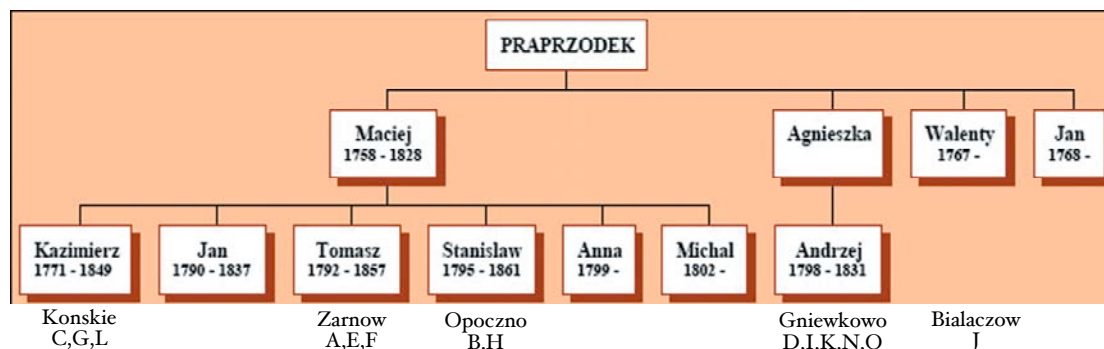 PRAPRZODEK
Maciej
1758 - 1828
Agnieszka
Walenty
1767 -
Jan
1768 -
Kazimierz
1771 - 1849
Jan
1790 - 1837
Tomasz
1792 - 1857
Stanislaw
1795 - 1861
Anna
1799 -
Michal
1802 -
Andrzej
1798 - 1831
Konskie
C,G,L
Zarnow
A,E,F
Opoczno
B,H
Gniewkowo
D,I,K,N,O
Bialaczow
J